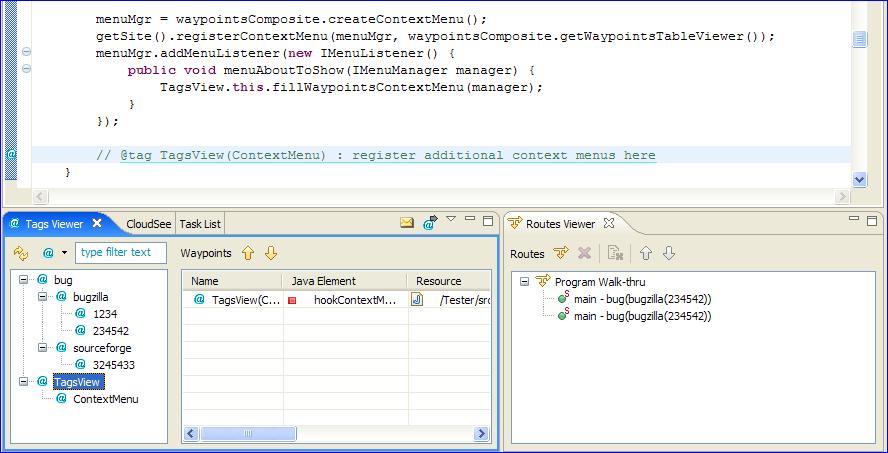 menuMgr = waypointsComposite.createContextMenu();
getSite().registerContextMenu(menuMgr, waypointsComposite.getWaypointsTableViewer());
menuMgr.addMenuListener(new IMenuListener() {
public void menuAboutToShow(IMenuManager manager) {
TagsView.this.fillWaypointsContextMenu(manager);
}
});
// @tag TagsView(ContextMenu) : register additional context menus here
}
@ Tags Viewer CloudSee Task List
@ type filter text
Waypoints
@ bug
@ bugzilla
@ 1234
@ 234542
@ sourceforge
@ 3245433
@ TagsView
@ ContextMenu
Name Java Element Resource
@ TagsView(C... hookContextM... /Tester/src
Routes Viewer
Routes
Program Walk-thru
main - bug(bugzilla(234542))
main - bug(bugzilla(234542))